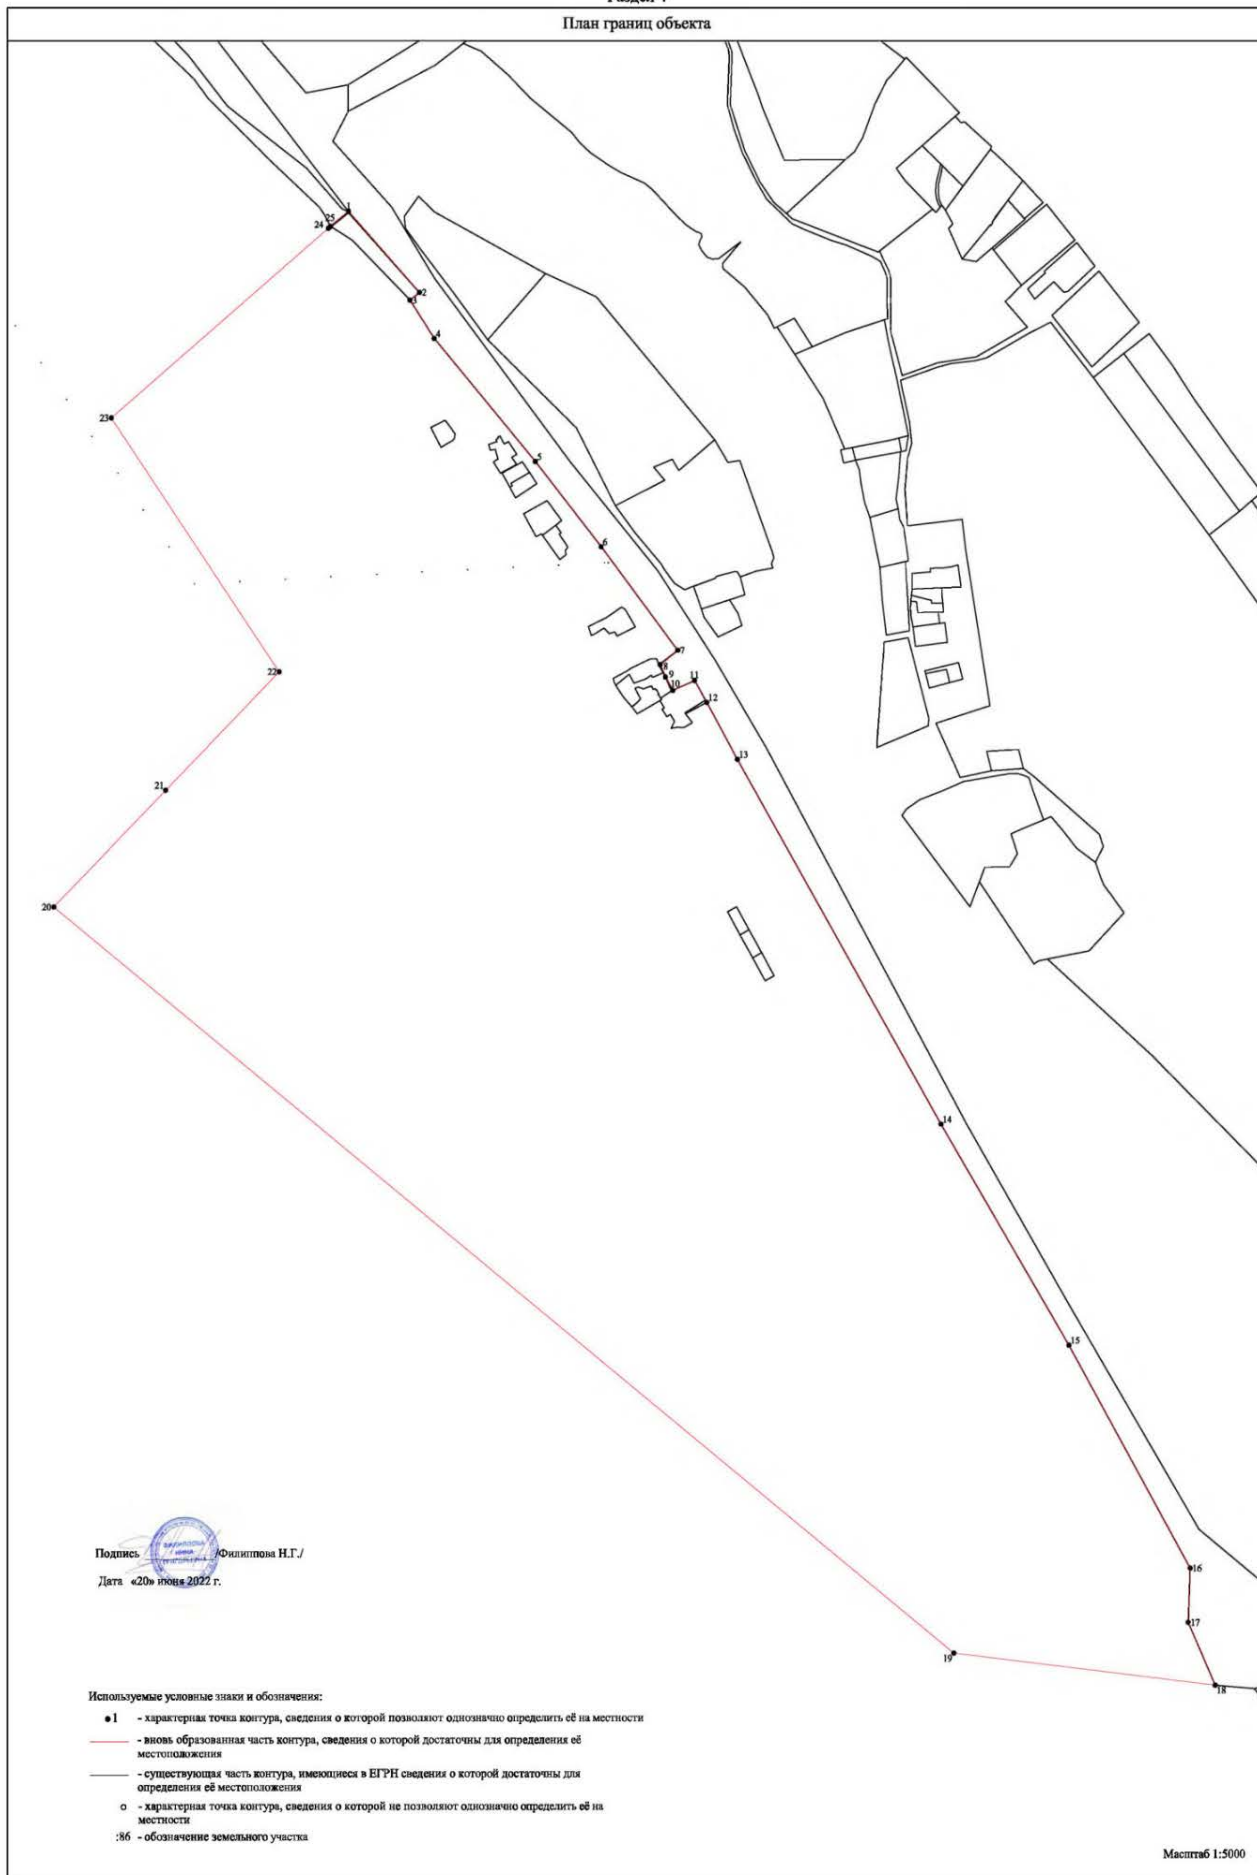 План границ объекта
1
25
24
2
3
4
23
5
6
7
8
22
9
10
11
12
13
21
20
14
15
16
17
19
18
Подпись /Филиппова Н.Г./
Дата «20» июня 2022 г.
Используемые условные знаки и обозначения:
1 - характерная точка контура, сведения о которой позволяют однозначно определить её на местности
- вновь образованная часть контура, сведения о которой достаточны для определения её
местоположения
- существующая часть контура, имеющиеся в ЕГРН сведения о которой достаточны для
определения её местоположения
- характерная точка контура, сведения о которой не позволяют однозначно определить её на
местности
:86 - обозначение земельного участка
Масштаб 1:5000